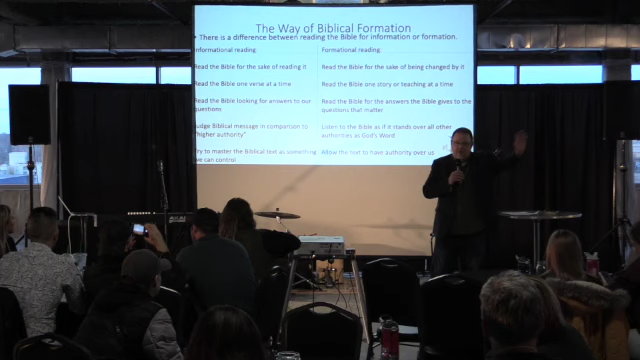 The Way of Biblical Formation
• There is a difference between reading the Bible for information or formation.
Informational reading:
Formational reading:
Read the Bible for the sake of reading it
Read the Bible for the sake of being changed by it
Read the Bible one verse at a time
Read the Bible one story or teaching at a time
Read the Bible looking for answers to our
questions
Read the Bible for the answers the Bible gives to the
questions that matter
Judge Biblical message in comparison to
"higher authority"
Listen to the Bible as if it stands over all other
authorities as God's Word
Try to master the Biblical text as something
we can control
Allow the text to have authority over us
AKAI